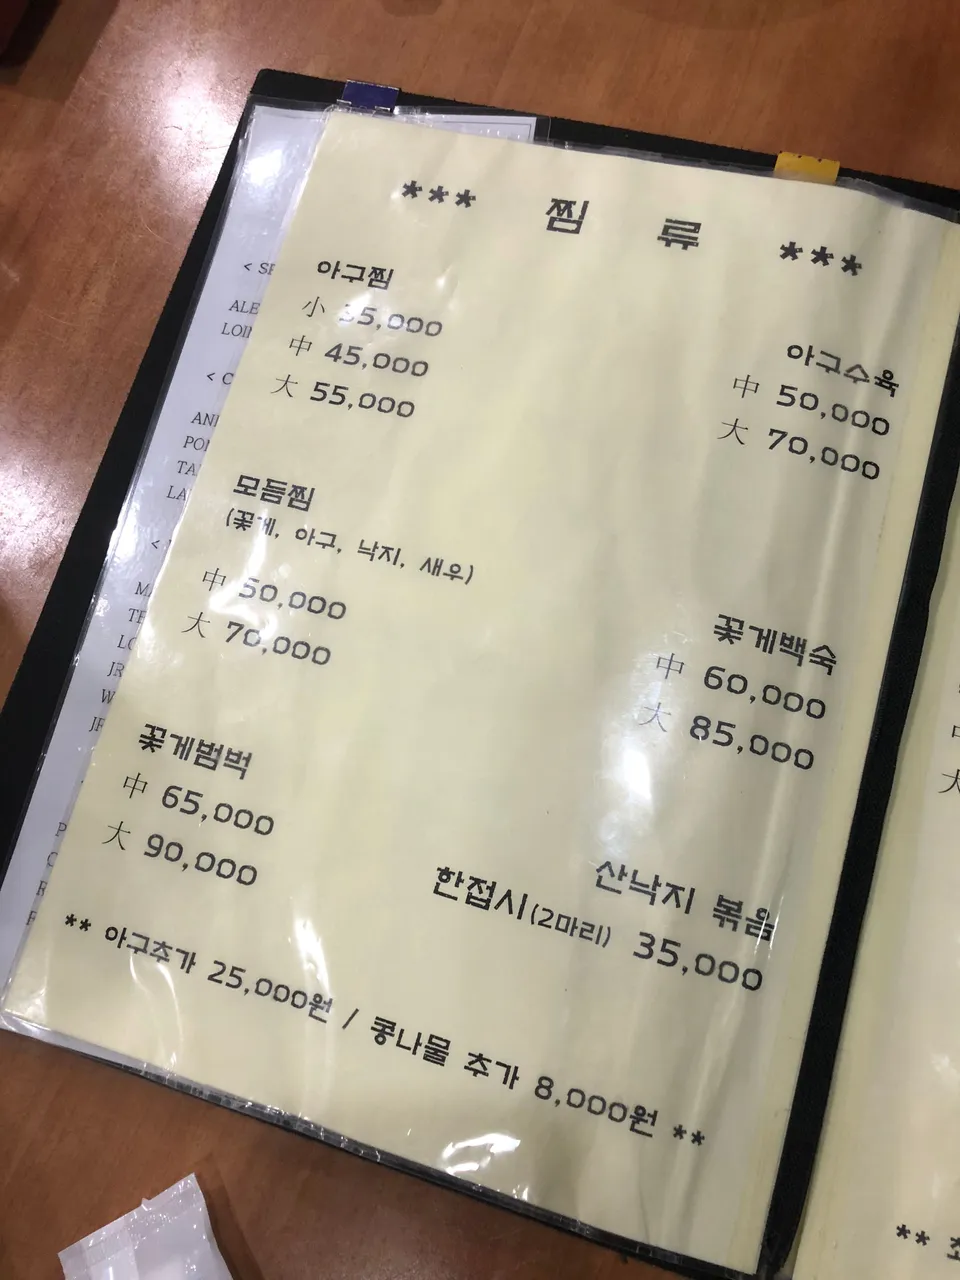 *** 찜 류 ***
아구찜
小 35,000
中 45,000
大 55,000
아구수육
中 50,000
大 70,000
모듬찜
(꽃게, 아구, 낙지, 새우)
中 50,000
大 70,000
꽃게백숙
中 60,000
大 85,000
꽃게범벅
中 65,000
大 90,000
산낙지 볶음
한접시(2마리) 35,000
** 아구추가 25,000원 / 콩나물 추가 8,000원 **